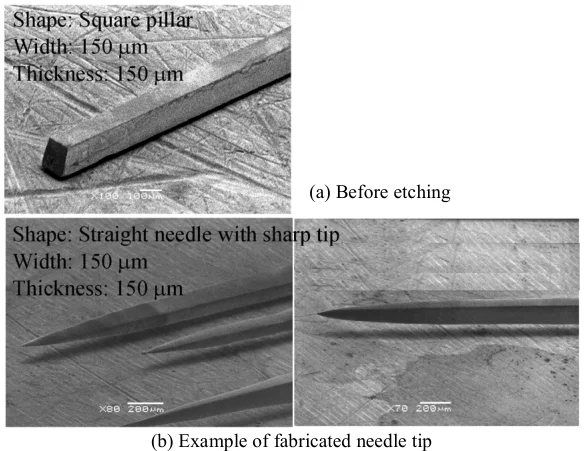 Shape: Square pillar
Width: 150 μm
Thickness: 150 μm
X100 100μm
(a) Before etching
Shape: Straight needle with sharp tip
Width: 150 μm
Thickness: 150 μm
X80 200μm
X70 200μm
(b) Example of fabricated needle tip